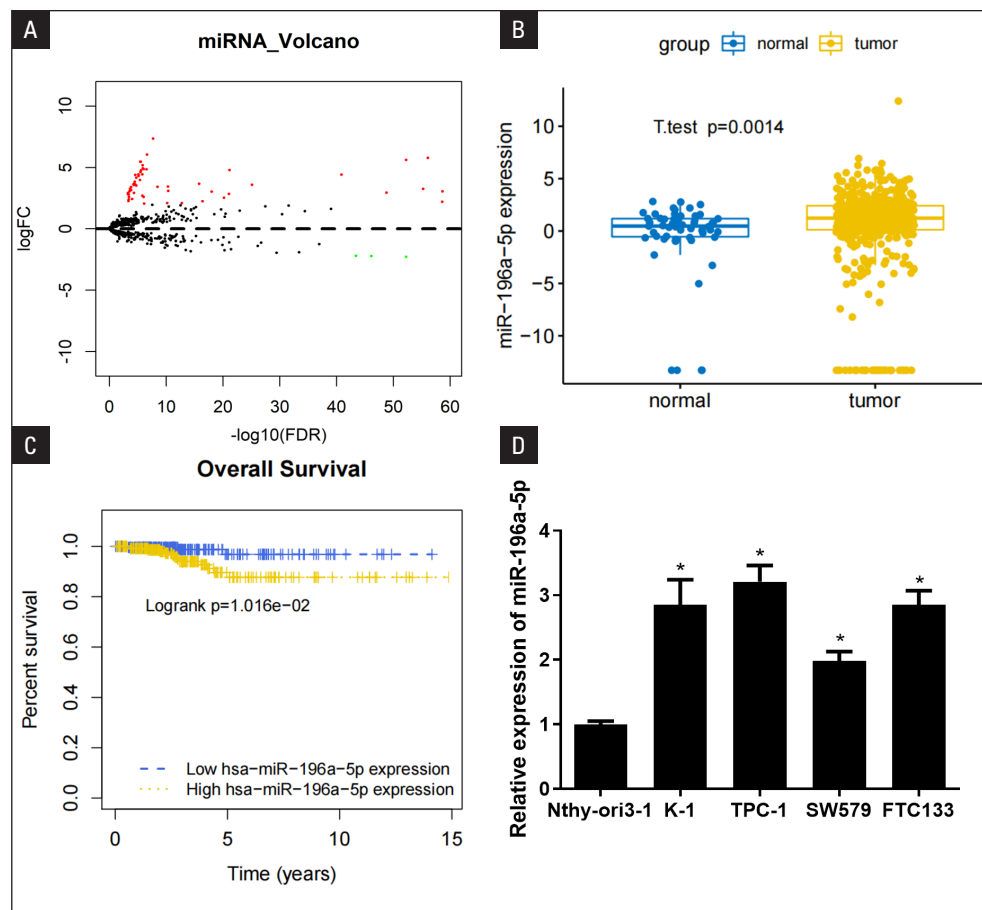 A
miRNA_Volcano
10
5
0
-5
-10
logFC
0 10 20 30 40 50 60
-log10(FDR)
B
group normal tumor
T.test p=0.0014
10
5
0
−5
−10
miR−196a−5p expression
normal tumor
C
Overall Survival
1.0
0.8
0.6
0.4
0.2
0.0
Percent survival
Logrank p=1.016e−02
Low hsa−miR−196a−5p expression
High hsa−miR−196a−5p expression
0 5 10 15
Time (years)
D
Relative expression of miR-196a-5p
4
3
2
1
0
* * * *
Nthy-ori3-1 K-1 TPC-1 SW579 FTC133